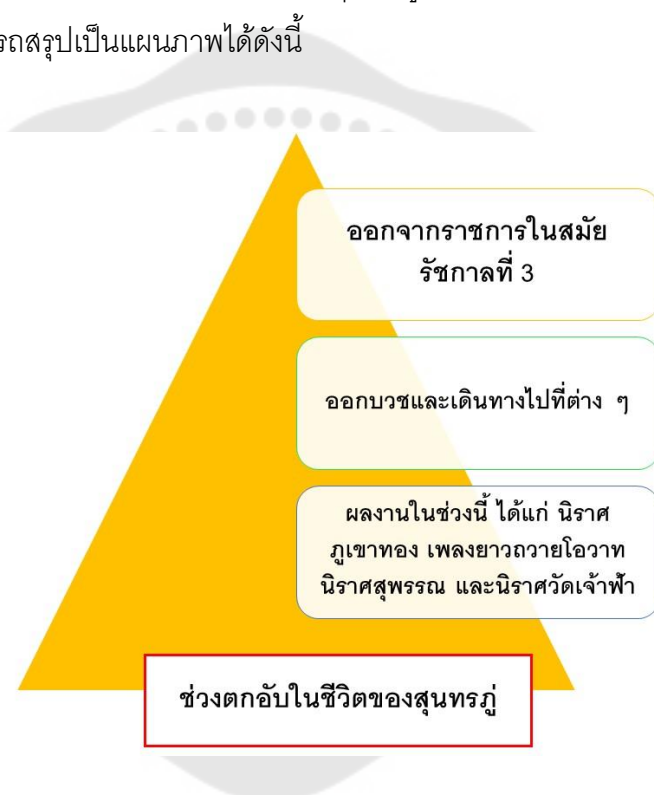 รถสรุปเป็นแผนภาพได้ดังนี้
ออกจากราชการในสมัย
รัชกาลที่ 3
ออกบวชและเดินทางไปที่ต่าง ๆ
ผลงานในช่วงนี้ ได้แก่ นิราศ
ภูเขาทอง เพลงยาวถวายโอวาท
นิราศสุพรรณ และนิราศวัดเจ้าฟ้า
ช่วงตกอับในชีวิตของสุนทรภู่